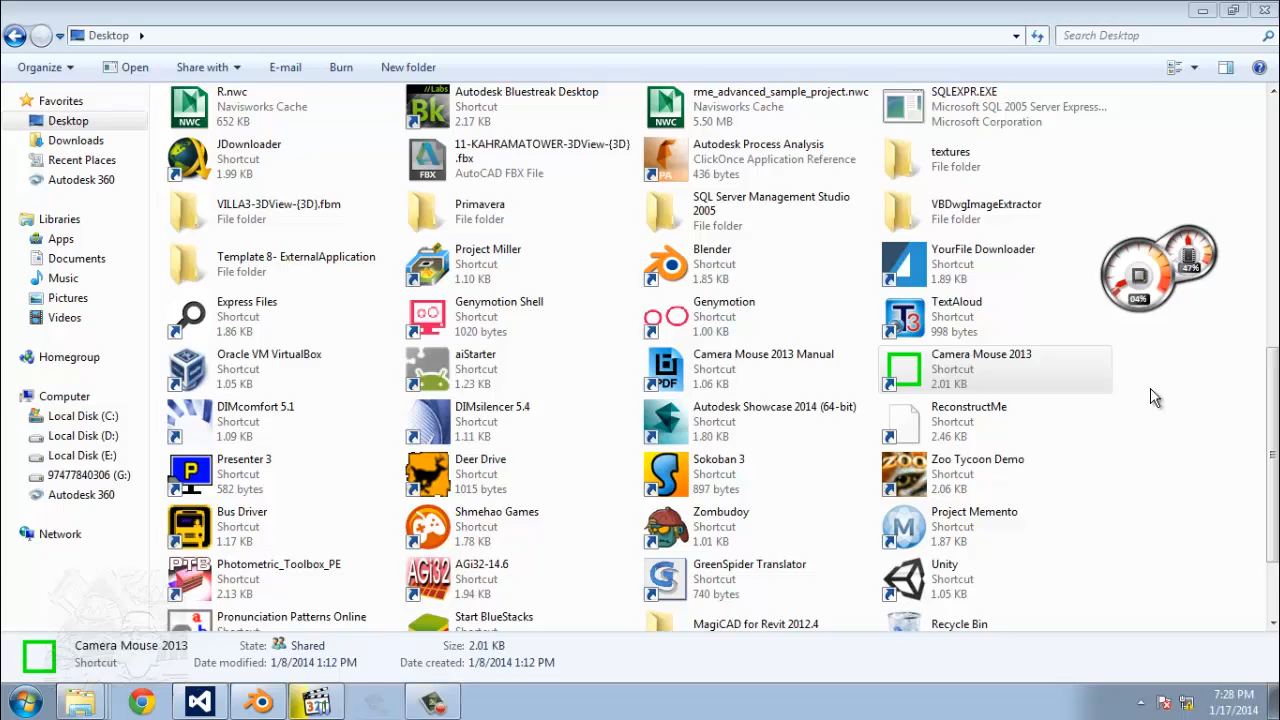 Desktop
Search Desktop
Organize
Open
Share with
E-mail
Burn
New folder
Favorites
Desktop
Downloads
Recent Places
Autodesk 360
Libraries
Apps
Documents
Music
Pictures
Videos
Homegroup
Computer
Local Disk (C:)
Local Disk (D:)
Local Disk (E:)
97477840306 (G:)
Autodesk 360
Network
R.nwc
Navisworks Cache
652 KB
NWC
Autodesk Bluestreak Desktop
Shortcut
2.17 KB
//Labs
Bk
rme_advanced_sample_project.nwc
Navisworks Cache
5.50 MB
NWC
SQLEXPR.EXE
Microsoft SQL 2005 Server Express...
Microsoft Corporation
JDownloader
Shortcut
1.99 KB
11-KAHRAMATOWER-3DView-{3D}
.fbx
AutoCAD FBX File
FBX
Autodesk Process Analysis
ClickOnce Application Reference
436 bytes
PA
textures
File folder
VILLA3-3DView-{3D}.fbm
File folder
Primavera
File folder
SQL Server Management Studio
2005
File folder
VBDwgImageExtractor
File folder
Template 8- ExternalApplication
File folder
Project Miller
Shortcut
1.10 KB
Blender
Shortcut
1.85 KB
YourFile Downloader
Shortcut
1.90 KB
Express Files
Shortcut
1.86 KB
Genymotion Shell
Shortcut
1020 bytes
Genymotion
Shortcut
1.00 KB
TextAloud
Shortcut
998 bytes
T3
Oracle VM VirtualBox
Shortcut
1.05 KB
aiStarter
Shortcut
1.23 KB
Camera Mouse 2013 Manual
Shortcut
1.06 KB
PDF
Camera Mouse 2013
Shortcut
2.01 KB
DIMcomfort 5.1
Shortcut
1.09 KB
DIMsilencer 5.4
Shortcut
1.11 KB
Autodesk Showcase 2014 (64-bit)
Shortcut
1.80 KB
ReconstructMe
Shortcut
2.46 KB
Presenter 3
Shortcut
582 bytes
P
Deer Drive
Shortcut
1015 bytes
Sokoban 3
Shortcut
897 bytes
Zoo Tycoon Demo
Shortcut
2.06 KB
ZOO
Bus Driver
Shortcut
1.17 KB
Shmehao Games
Shortcut
1.78 KB
Zombudoy
Shortcut
1.01 KB
Project Memento
Shortcut
1.87 KB
M
Photometric_Toolbox_PE
Shortcut
2.13 KB
PTB
AGi32-14.6
Shortcut
1.94 KB
AGI32
GreenSpider Translator
Shortcut
740 bytes
Unity
Shortcut
1.05 KB
Pronunciation Patterns Online
Start BlueStacks
MagiCAD for Revit 2012.4
Recycle Bin
47%
04%
Camera Mouse 2013
Shortcut
State:
Shared
Date modified: 1/8/2014 1:12 PM
Size: 2.01 KB
Date created: 1/8/2014 1:12 PM
321
7:28 PM
1/17/2014